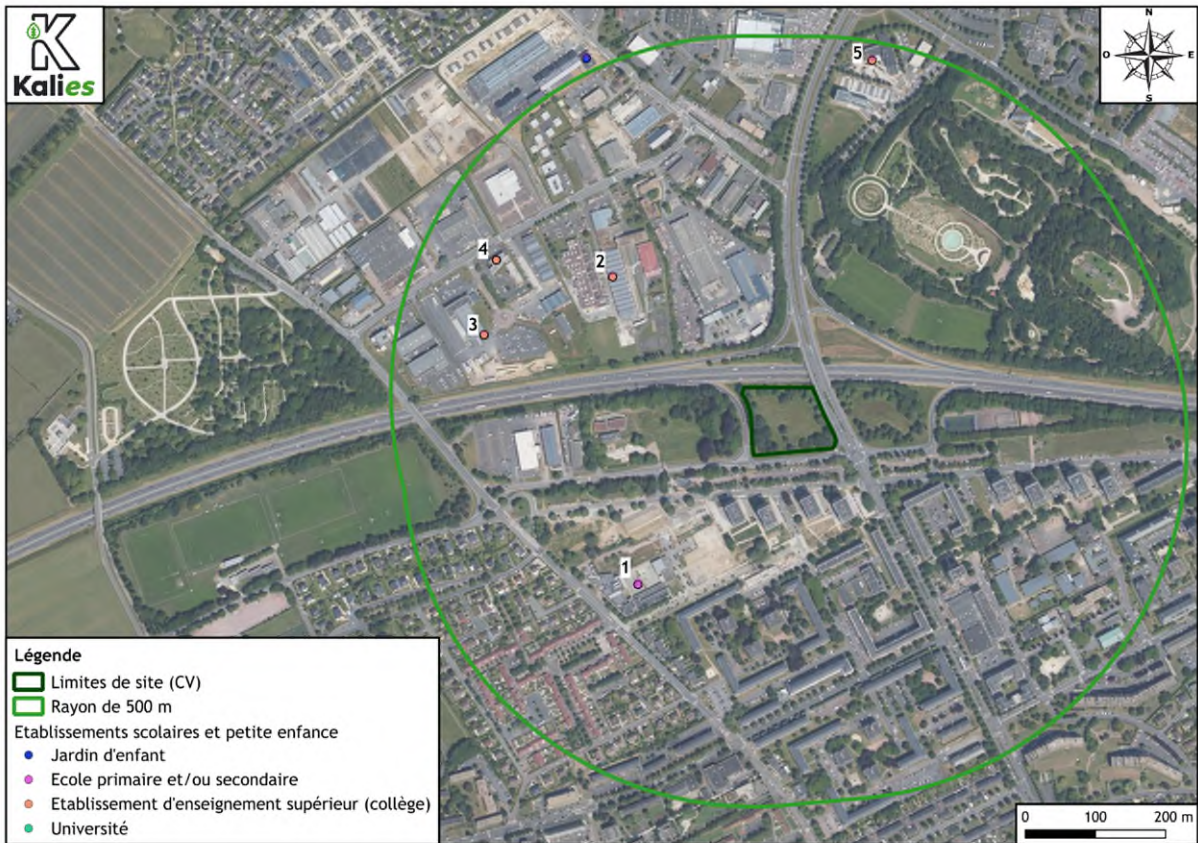 Kalies
N
O
E
S
5
4
2
3
1
Légende
Limites de site (CV)
Rayon de 500 m
Etablissements scolaires et petite enfance
Jardin d'enfant
Ecole primaire et/ou secondaire
Etablissement d'enseignement supérieur (collège)
Université
0 100 200 m